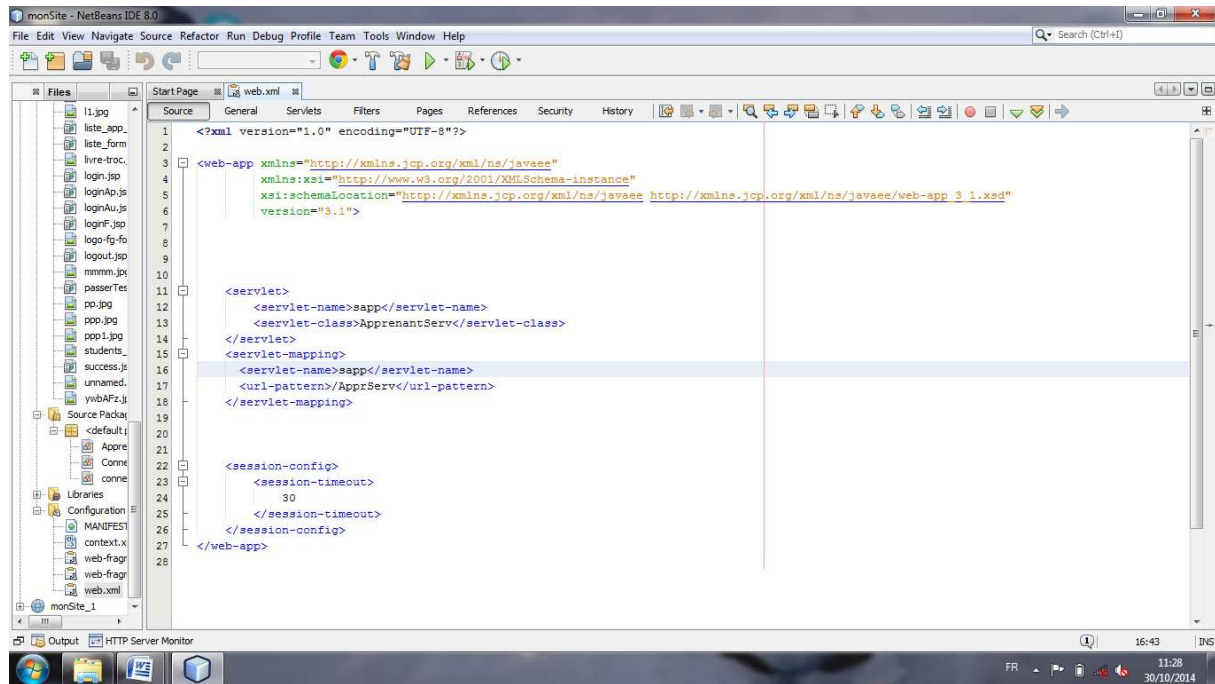 monSite - NetBeans IDE 8.0
File Edit View Navigate Source Refactor Run Debug Profile Team Tools Window Help
Search (Ctrl+I)
Files
Start Page
web.xml
Source General Servlets Filters Pages References Security History
l1.jpg
liste_app_
liste_form
livre-troc.
login.jsp
loginAp.js
loginAu.js
loginF.jsp
logo-fg-fo
logout.jsp
mmmm.jpg
passerTes
pp.jpg
ppp.jpg
ppp1.jpg
students_
success.js
unnamed.
ywbAFz.jp
Source Packag
<default p
Appre
Conne
conne
Libraries
Configuration
MANIFEST
context.x
web-fragr
web-fragr
web.xml
monSite_1
1 <?xml version="1.0" encoding="UTF-8"?>
2
3 <web-app xmlns="http://xmlns.jcp.org/xml/ns/javaee"
4 xmlns:xsi="http://www.w3.org/2001/XMLSchema-instance"
5 xsi:schemaLocation="http://xmlns.jcp.org/xml/ns/javaee http://xmlns.jcp.org/xml/ns/javaee/web-app_3_1.xsd"
6 version="3.1">
7
8
9
10
11 <servlet>
12 <servlet-name>sapp</servlet-name>
13 <servlet-class>ApprenantServ</servlet-class>
14 </servlet>
15 <servlet-mapping>
16 <servlet-name>sapp</servlet-name>
17 <url-pattern>/ApprServ</url-pattern>
18 </servlet-mapping>
19
20
21
22 <session-config>
23 <session-timeout>
24 30
25 </session-timeout>
26 </session-config>
27 </web-app>
28
Output HTTP Server Monitor
1 16:43 INS
FR 11:28
30/10/2014